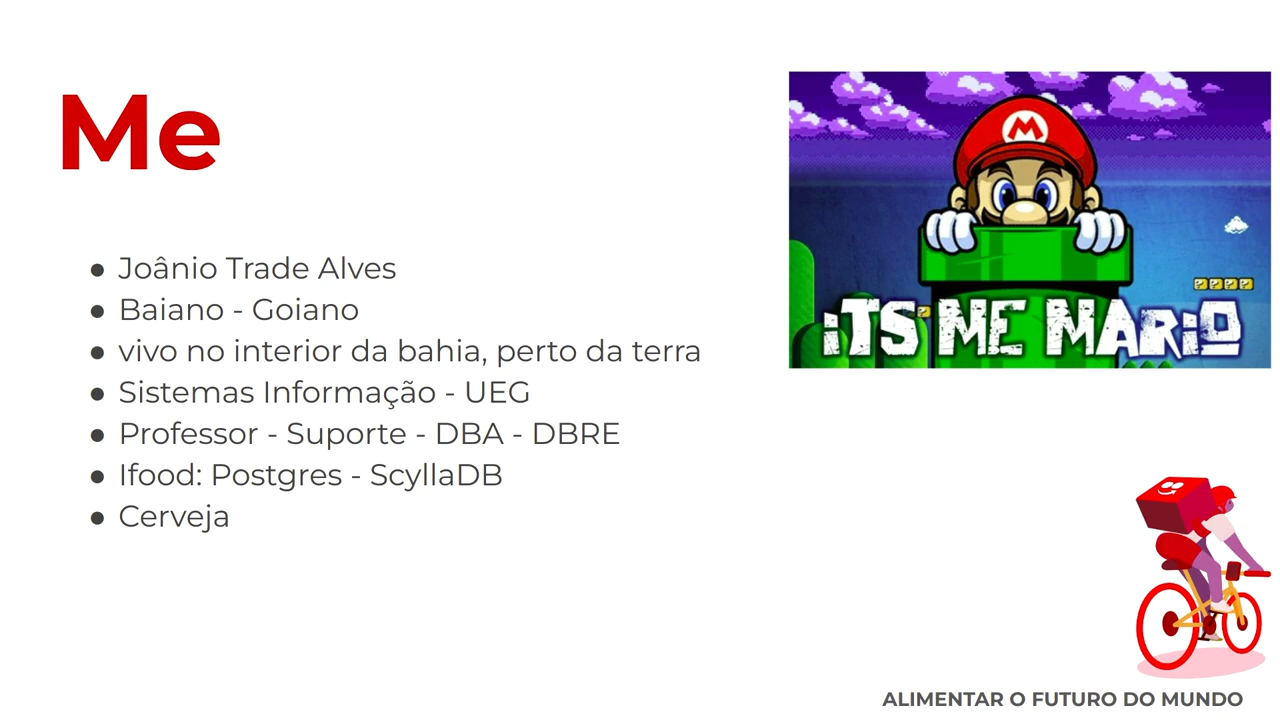 Me
● Joânio Trade Alves
● Baiano - Goiano
● vivo no interior da bahia, perto da terra
● Sistemas Informação - UEG
● Professor - Suporte - DBA - DBRE
● Ifood: Postgres - ScyllaDB
● Cerveja
M
iTS ME MARiO
ALIMENTAR O FUTURO DO MUNDO